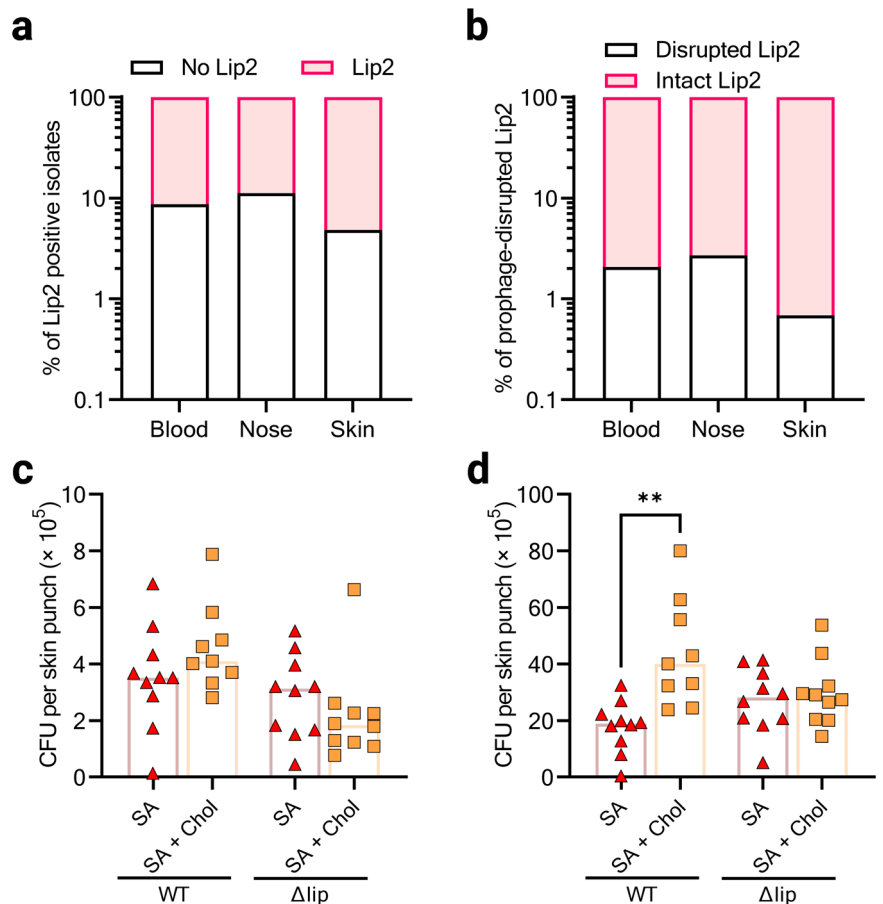 a
No Lip2 Lip2
% of Lip2 positive isolates
100
10
1
0.1
Blood Nose Skin
b
Disrupted Lip2
Intact Lip2
% of prophage-disrupted Lip2
100
10
1
0.1
Blood Nose Skin
c
CFU per skin punch (× 10⁵)
10
8
6
4
2
0
SA SA + Chol SA SA + Chol
WT Δlip
d
CFU per skin punch (× 10⁵)
100
80
60
40
20
0
**
SA SA + Chol SA SA + Chol
WT Δlip